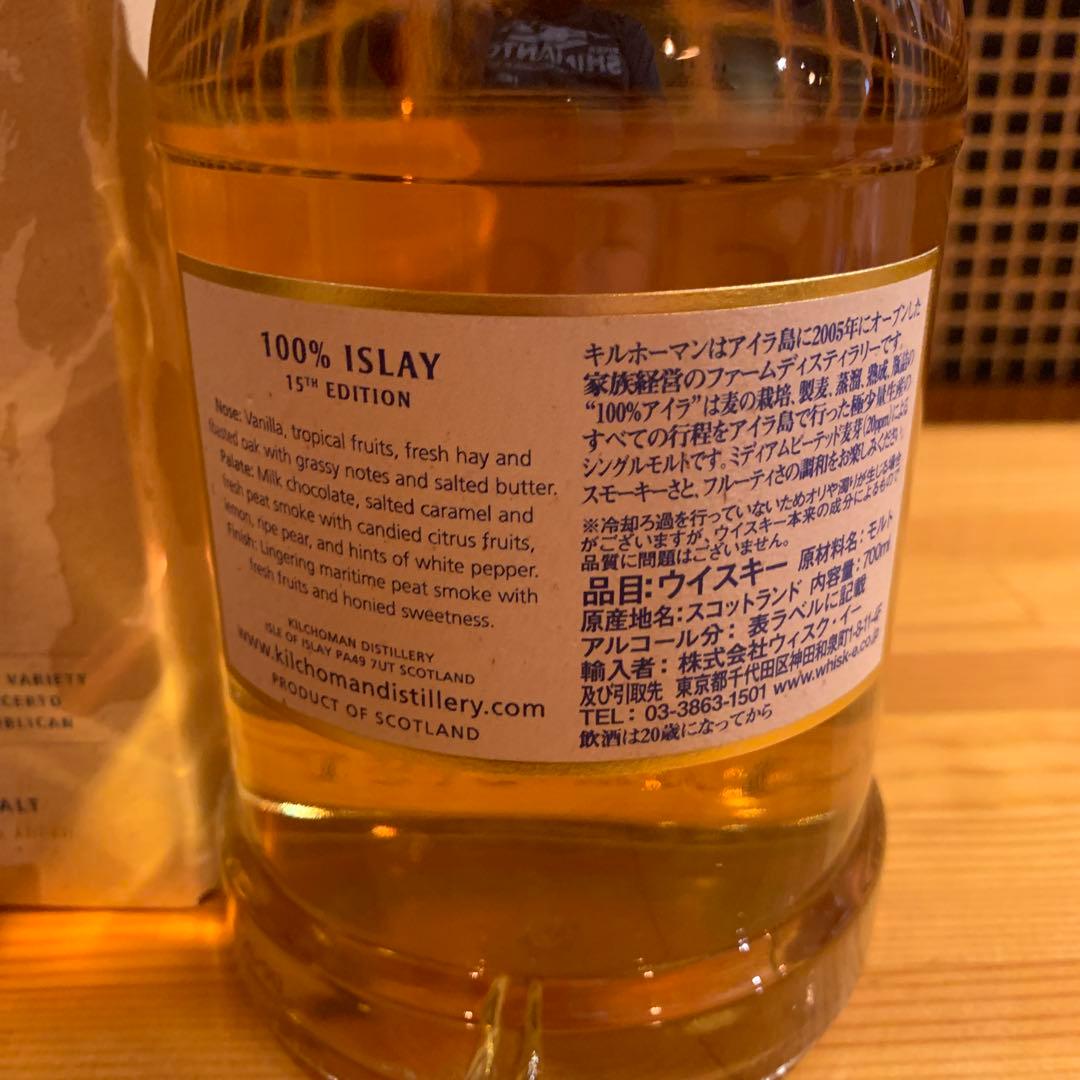 100% ISLAY
15TH EDITION
Nose: Vanilla, tropical fruits, fresh hay and
toasted oak with grassy notes and salted butter.
Palate: Milk chocolate, salted caramel and
fresh peat smoke with candied citrus fruits,
lemon, ripe pear, and hints of white pepper.
Finish: Lingering maritime peat smoke with
fresh fruits and honied sweetness.
KILCHOMAN DISTILLERY
ISLE OF ISLAY PA49 7UT SCOTLAND
www.kilchomandistillery.com
PRODUCT OF SCOTLAND
キルホーマンはアイラ島に2005年にオープンした
家族経営のファームディスティラリーです。
“100%アイラ”は麦の栽培、製麦、蒸溜、熟成、瓶詰の
すべての行程をアイラ島で行った極少量生産の
シングルモルトです。ミディアムピーテッド麦芽(20ppm)による
スモーキーさと、フルーティさの調和をお楽しみください。
※冷却ろ過を行っていないためオリや濁りが生じる場合
がございますが、ウイスキー本来の成分によるもので
品質に問題はございません。
品目:ウイスキー 原材料名:モルト
原産地名:スコットランド 内容量:700ml
アルコール分: 表ラベルに記載
輸入者: 株式会社ウィスク・イー
及び引取先 東京都千代田区神田和泉町1-8-11-4F
TEL: 03-3863-1501 www.whisk-e.co.jp
飲酒は20歳になってから
VARIETY
CERTO
BLICAN
ALT